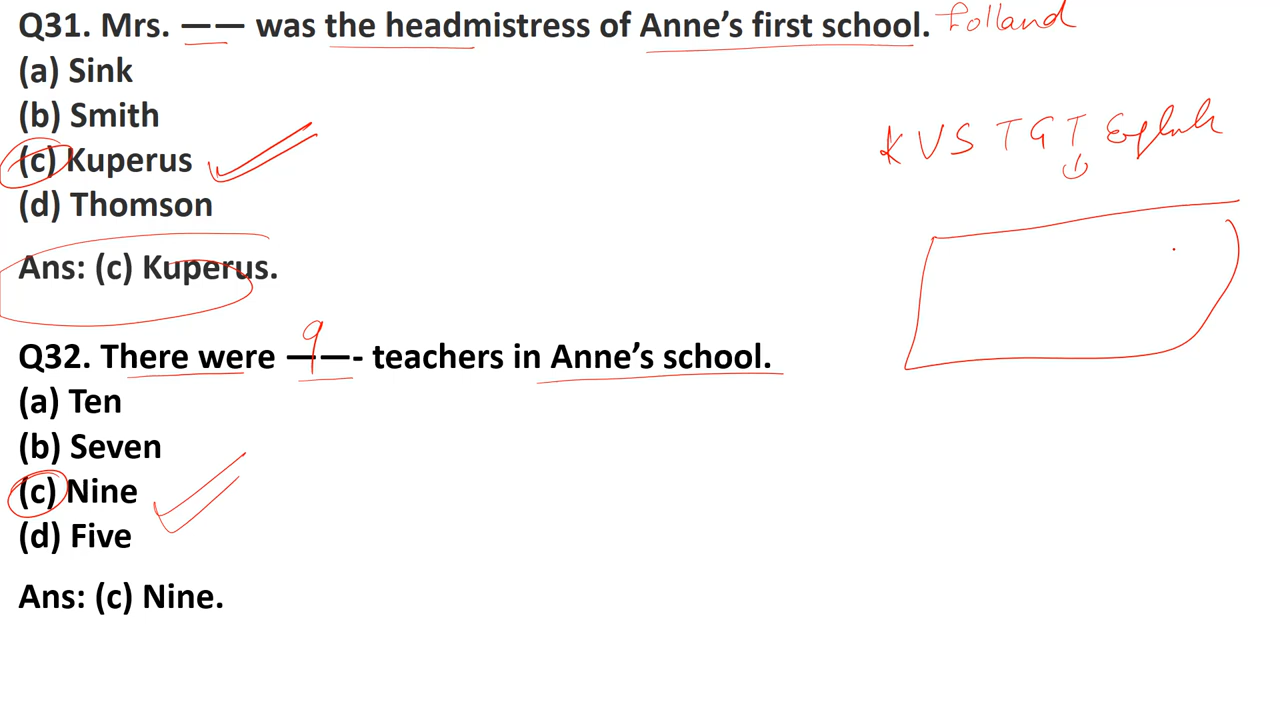 Q31. Mrs. —— was the headmistress of Anne's first school. Holland
(a) Sink
(b) Smith
(c) Kuperus
(d) Thomson
KVS TGT English
Ans: (c) Kuperus.
Q32. There were ——- teachers in Anne's school.
9
(a) Ten
(b) Seven
(c) Nine
(d) Five
Ans: (c) Nine.